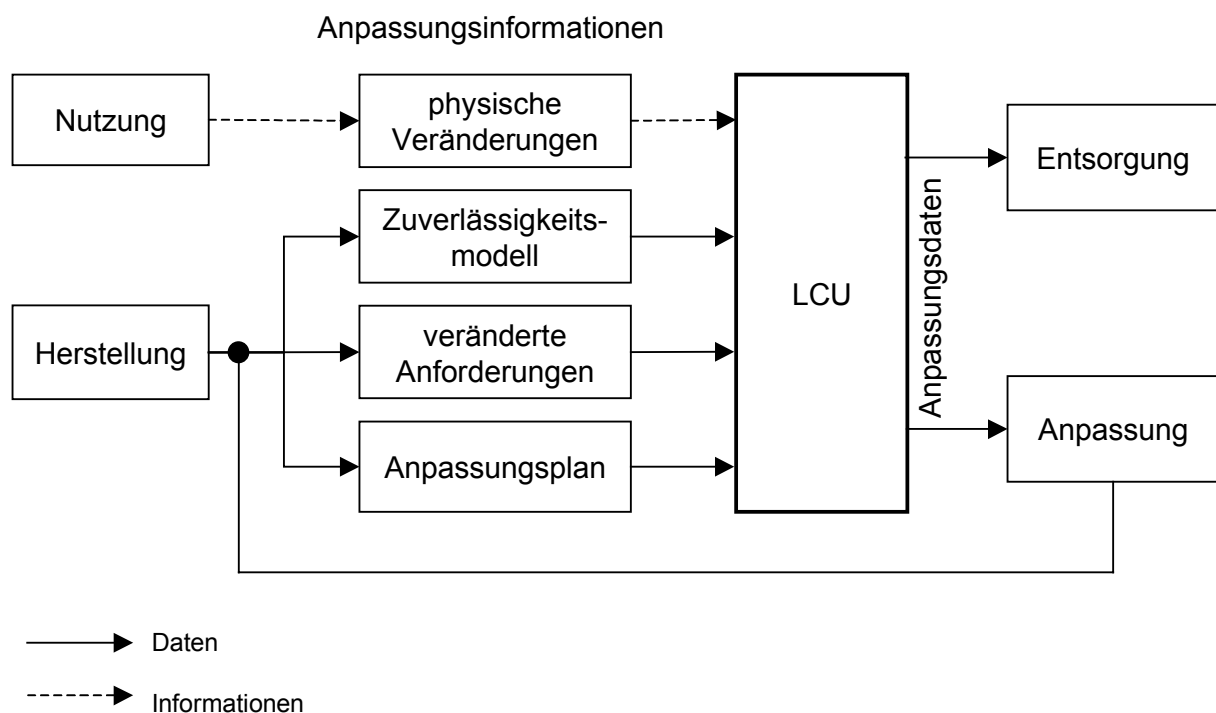 Anpassungsinformationen
Nutzung
physische
Veränderungen
Zuverlässigkeits-
modell
Herstellung
veränderte
Anforderungen
Anpassungsplan
LCU
Anpassungsdaten
Entsorgung
Anpassung
Daten
Informationen